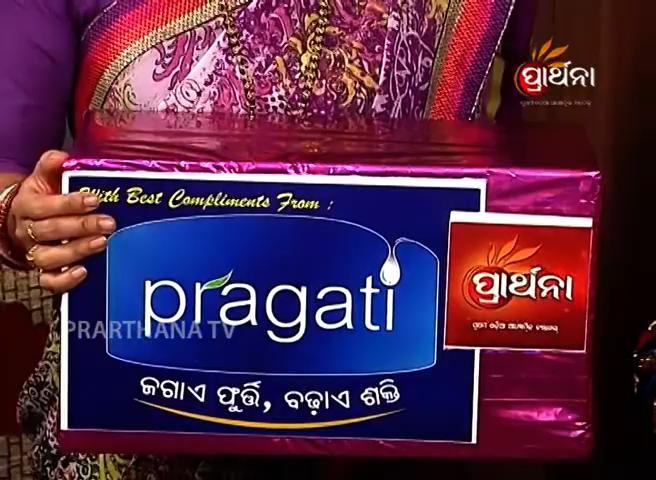 ପ୍ରାର୍ଥନା
With Best Compliments From :
pragati
PRARTHANA TV
ଜଗାଏ ଫୁର୍ତ୍ତି, ବଢ଼ାଏ ଶକ୍ତି
ପ୍ରାର୍ଥନା